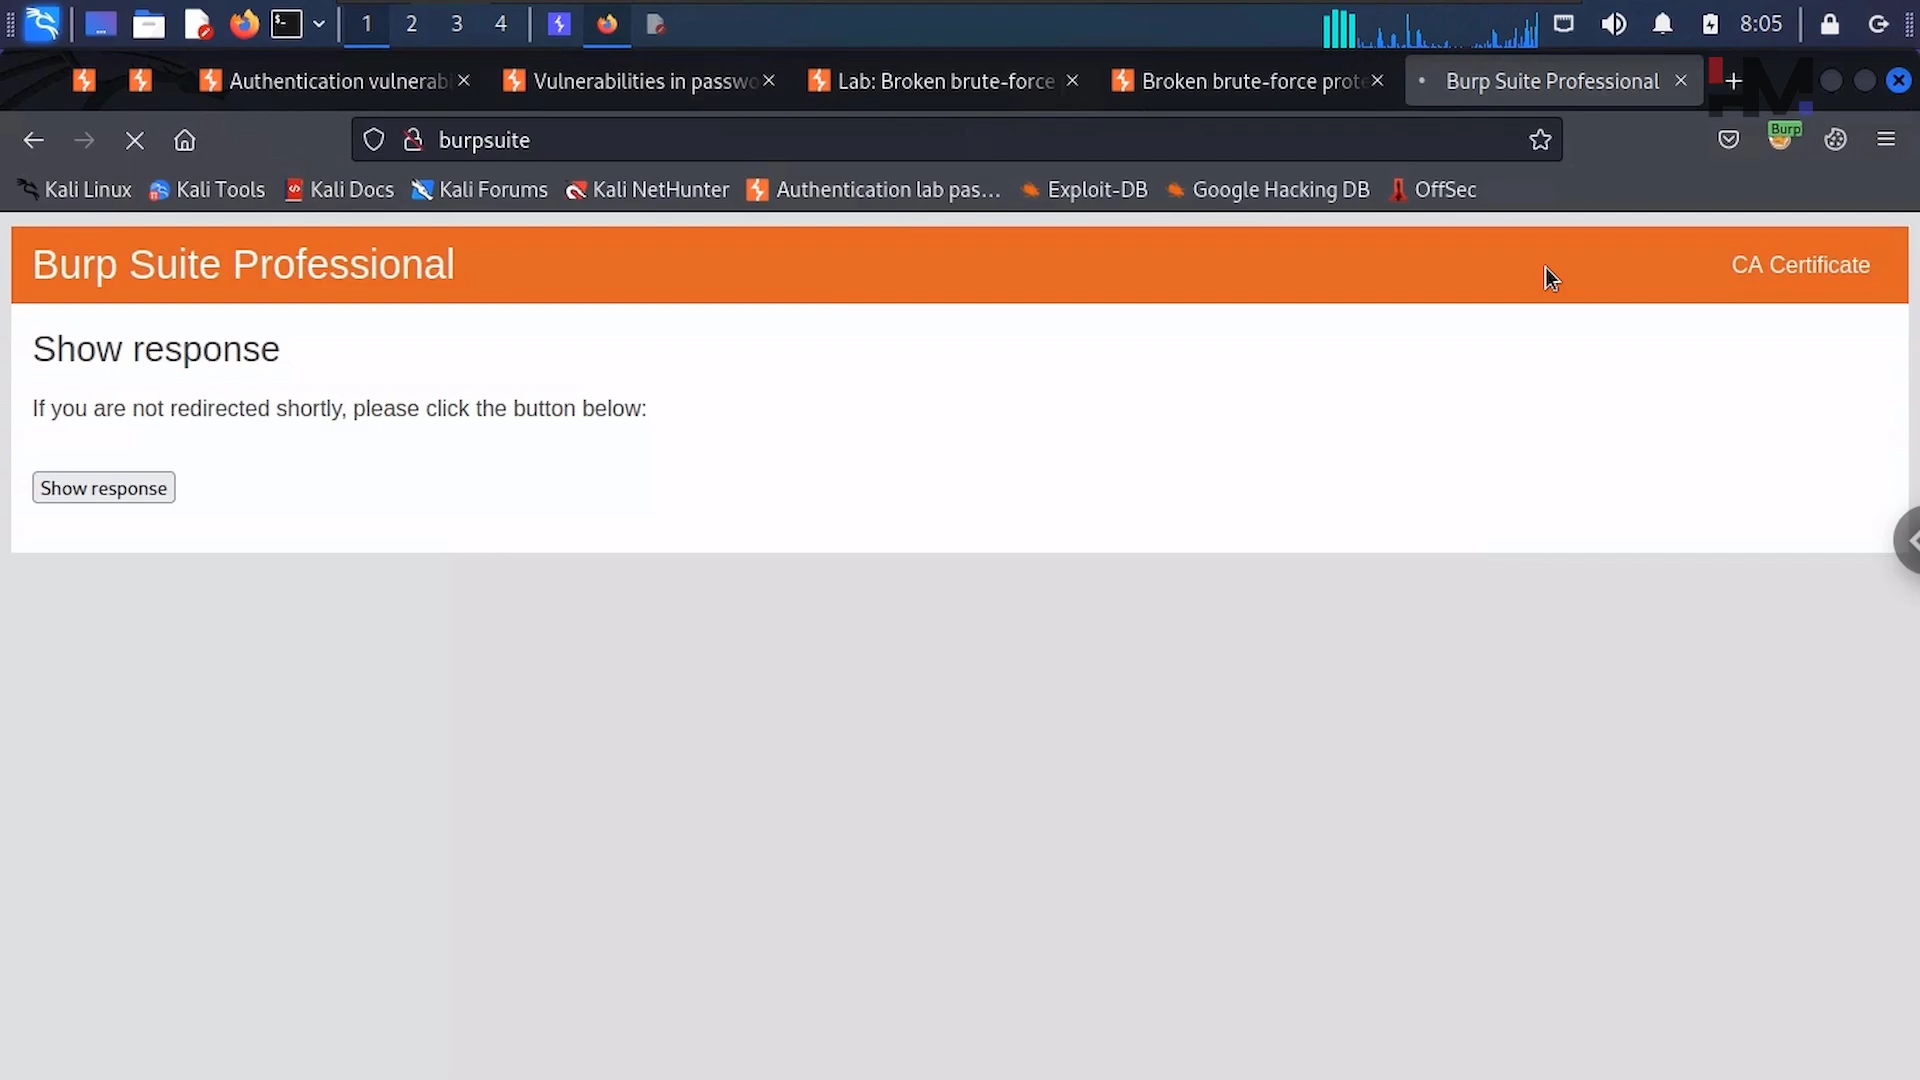 1 2 3 4 8:05
Authentication vulnerab Vulnerabilities in passwo Lab: Broken brute-force Broken brute-force prote Burp Suite Professional
HM
burpsuite
Burp
Kali Linux Kali Tools Kali Docs Kali Forums Kali NetHunter Authentication lab pas... Exploit-DB Google Hacking DB OffSec
Burp Suite Professional CA Certificate
Show response
If you are not redirected shortly, please click the button below:
Show response